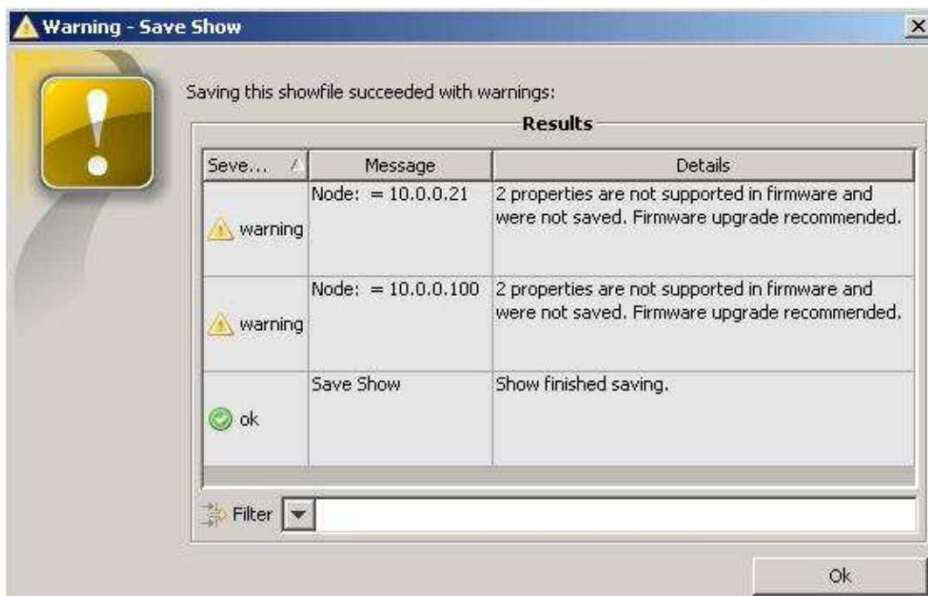 Warning - Save Show
Saving this showfile succeeded with warnings:
Results
Seve... Message Details
warning Node: = 10.0.0.21 2 properties are not supported in firmware and
were not saved. Firmware upgrade recommended.
warning Node: = 10.0.0.100 2 properties are not supported in firmware and
were not saved. Firmware upgrade recommended.
ok Save Show Show finished saving.
Filter
Ok